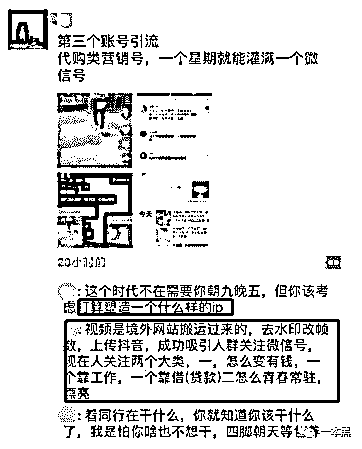 第三个账号引流
代购类营销号，一个星期就能灌满一个微
信号
今天
20小时前
：这个时代不在需要你朝九晚五，但你该考
虑打算塑造一个什么样的ip
视频是境外网站搬运过来的，去水印改帧
数，上传抖音，成功吸引人群关注微信号，
现在人关注两个大类，一，怎么变有钱，一
个靠工作，一个靠借(贷款)二怎么青春常驻，
漂亮
：看同行在干什么，你就知道你该干什么
了，我是怕你啥也不想干，四脚朝天等